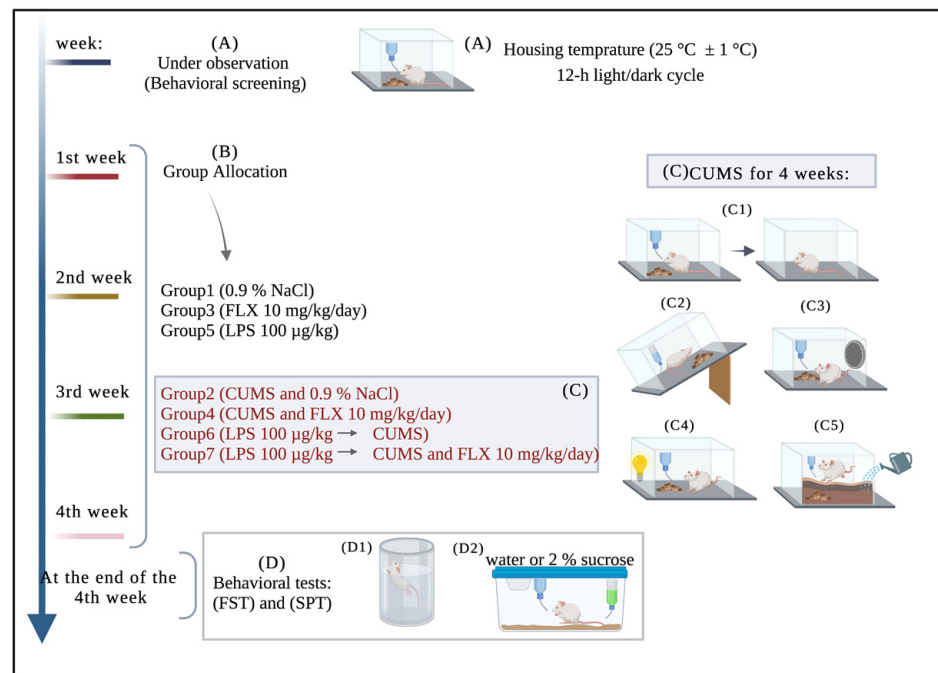 week:
(A)
Under observation
(Behavioral screening)
(A)
Housing temprature (25 °C ± 1 °C)
12-h light/dark cycle
1st week
(B)
Group Allocation
2nd week
Group1 (0.9 % NaCl)
Group3 (FLX 10 mg/kg/day)
Group5 (LPS 100 µg/kg)
3rd week
Group2 (CUMS and 0.9 % NaCl)
(C)
Group4 (CUMS and FLX 10 mg/kg/day)
Group6 (LPS 100 µg/kg → CUMS)
Group7 (LPS 100 µg/kg → CUMS and FLX 10 mg/kg/day)
4th week
(C)CUMS for 4 weeks:
(C1)
(C2)
(C3)
(C4)
(C5)
At the end of the
4th week
(D)
Behavioral tests:
(FST) and (SPT)
(D1)
(D2)
water or 2 % sucrose